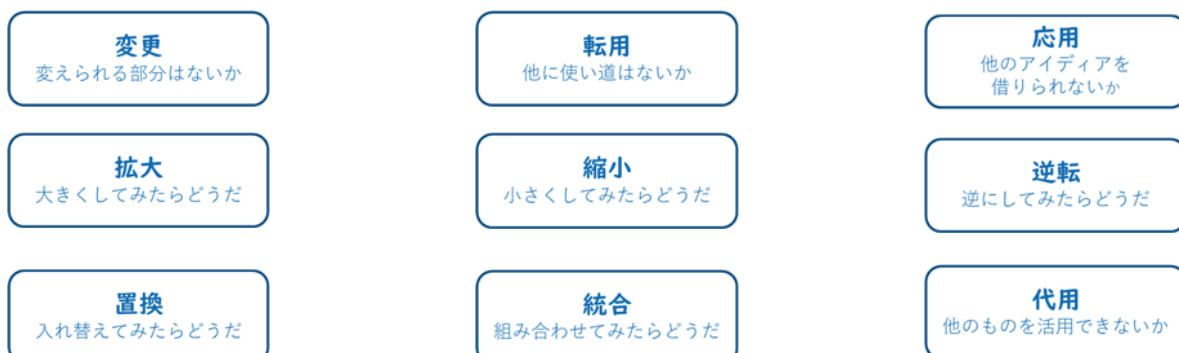 変更
変えられる部分はないか
転用
他に使い道はないか
応用
他のアイディアを
借りられないか
拡大
大きくしてみたらどうだ
縮小
小さくしてみたらどうだ
逆転
逆にしてみたらどうだ
置換
入れ替えてみたらどうだ
統合
組み合わせてみたらどうだ
代用
他のものを活用できないか